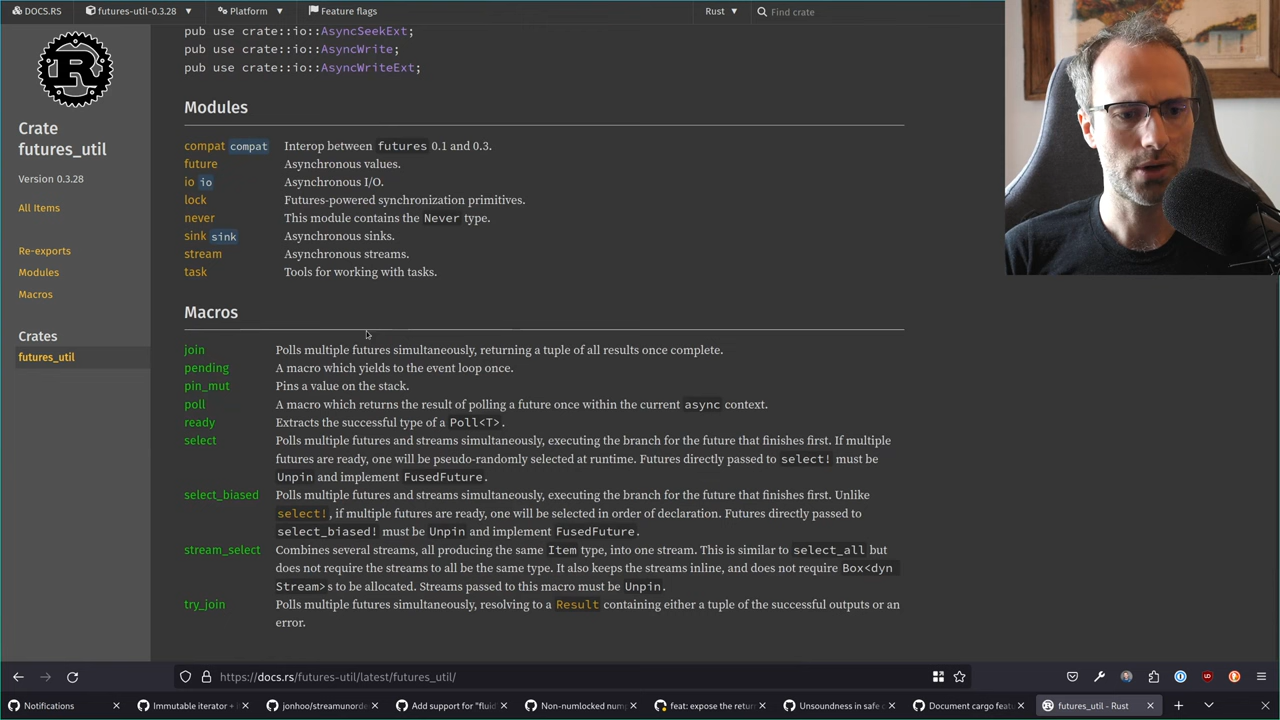 DOCS.RS futures-util-0.3.28 Platform Feature flags Rust Find crate
pub use crate::io::AsyncSeekExt;
pub use crate::io::AsyncWrite;
pub use crate::io::AsyncWriteExt;
Crate
futures_util
Version 0.3.28
All Items
Re-exports
Modules
Macros
Crates
futures_util
Modules
compat compat Interop between futures 0.1 and 0.3.
future Asynchronous values.
io io Asynchronous I/O.
lock Futures-powered synchronization primitives.
never This module contains the Never type.
sink sink Asynchronous sinks.
stream Asynchronous streams.
task Tools for working with tasks.
Macros
join Polls multiple futures simultaneously, returning a tuple of all results once complete.
pending A macro which yields to the event loop once.
pin_mut Pins a value on the stack.
poll A macro which returns the result of polling a future once within the current async context.
ready Extracts the successful type of a Poll<T>.
select Polls multiple futures and streams simultaneously, executing the branch for the future that finishes first. If multiple
futures are ready, one will be pseudo-randomly selected at runtime. Futures directly passed to select! must be
Unpin and implement FusedFuture.
select_biased Polls multiple futures and streams simultaneously, executing the branch for the future that finishes first. Unlike
select!, if multiple futures are ready, one will be selected in order of declaration. Futures directly passed to
select_biased! must be Unpin and implement FusedFuture.
stream_select Combines several streams, all producing the same Item type, into one stream. This is similar to select_all but
does not require the streams to all be the same type. It also keeps the streams inline, and does not require Box<dyn
Stream>s to be allocated. Streams passed to this macro must be Unpin.
try_join Polls multiple futures simultaneously, resolving to a Result containing either a tuple of the successful outputs or an
error.
https://docs.rs/futures-util/latest/futures_util/
Notifications Immutable iterator + jonhoo/streamunorde Add support for "fluid Non-numlocked num feat: expose the retur Unsoundness in safe c Document cargo feat futures_util - Rust